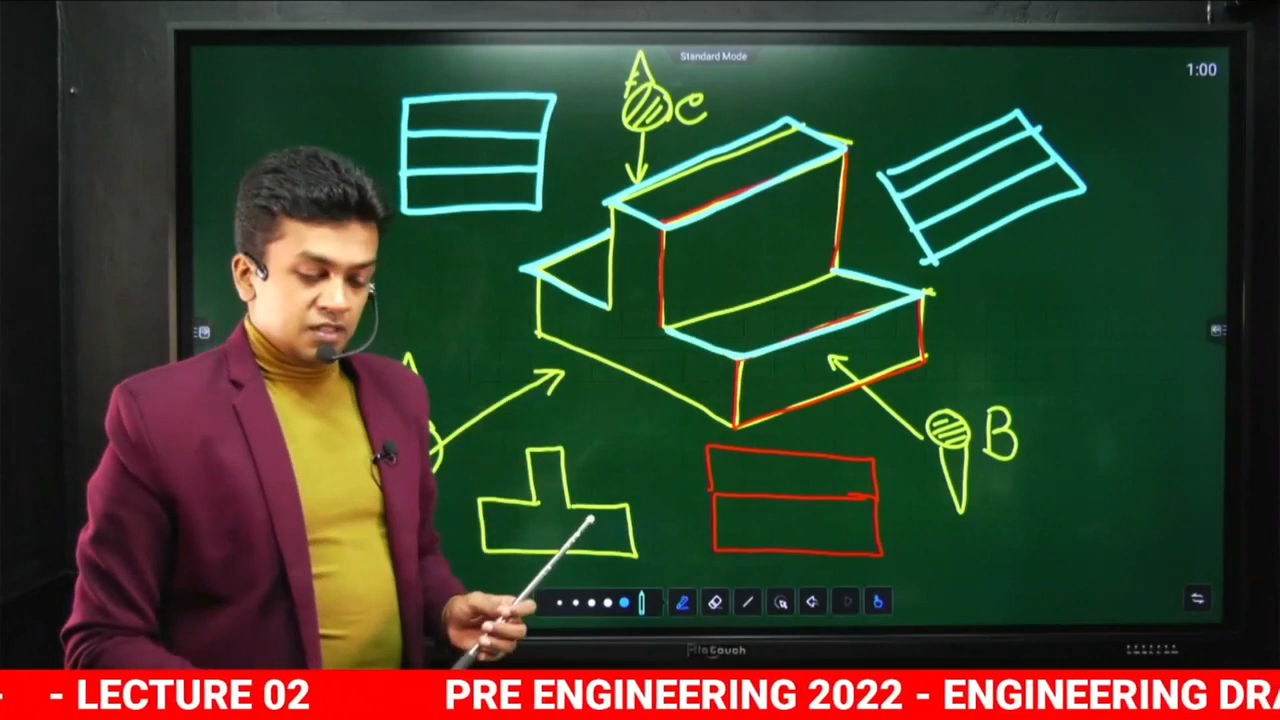 Standard Mode
1:00
C
B
- - LECTURE 02 PRE ENGINEERING 2022 - ENGINEERING DRA